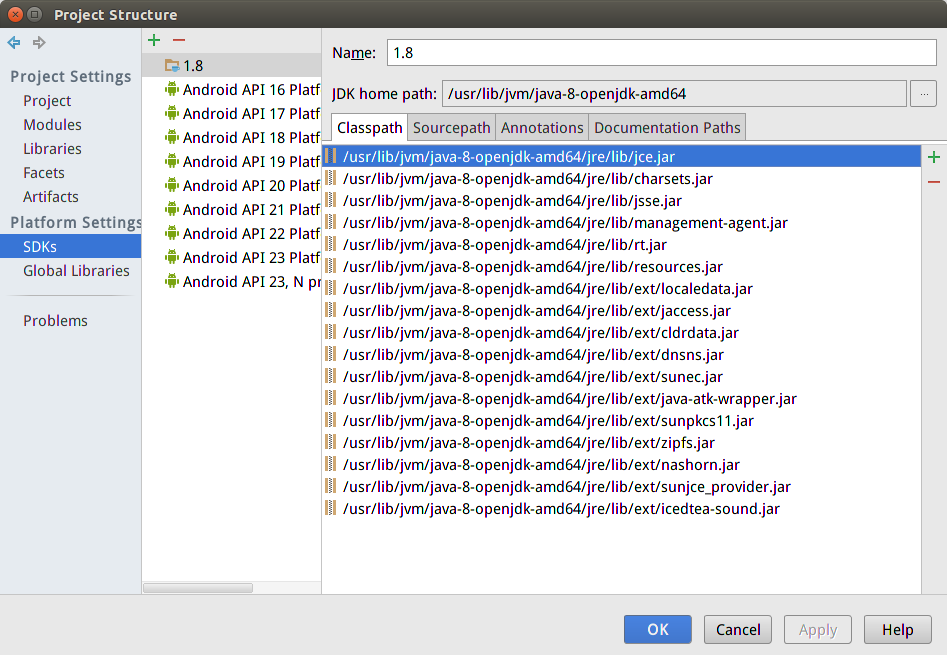 Project Structure
Project Settings
Project
Modules
Libraries
Facets
Artifacts
Platform Settings
SDKs
Global Libraries
Problems
1.8
Android API 16 Platf
Android API 17 Platf
Android API 18 Platf
Android API 19 Platf
Android API 20 Platf
Android API 21 Platf
Android API 22 Platf
Android API 23 Platf
Android API 23, N pr
Name: 1.8
JDK home path: /usr/lib/jvm/java-8-openjdk-amd64 ...
Classpath Sourcepath Annotations Documentation Paths
/usr/lib/jvm/java-8-openjdk-amd64/jre/lib/jce.jar
/usr/lib/jvm/java-8-openjdk-amd64/jre/lib/charsets.jar
/usr/lib/jvm/java-8-openjdk-amd64/jre/lib/jsse.jar
/usr/lib/jvm/java-8-openjdk-amd64/jre/lib/management-agent.jar
/usr/lib/jvm/java-8-openjdk-amd64/jre/lib/rt.jar
/usr/lib/jvm/java-8-openjdk-amd64/jre/lib/resources.jar
/usr/lib/jvm/java-8-openjdk-amd64/jre/lib/ext/localedata.jar
/usr/lib/jvm/java-8-openjdk-amd64/jre/lib/ext/jaccess.jar
/usr/lib/jvm/java-8-openjdk-amd64/jre/lib/ext/cldrdata.jar
/usr/lib/jvm/java-8-openjdk-amd64/jre/lib/ext/dnsns.jar
/usr/lib/jvm/java-8-openjdk-amd64/jre/lib/ext/sunec.jar
/usr/lib/jvm/java-8-openjdk-amd64/jre/lib/ext/java-atk-wrapper.jar
/usr/lib/jvm/java-8-openjdk-amd64/jre/lib/ext/sunpkcs11.jar
/usr/lib/jvm/java-8-openjdk-amd64/jre/lib/ext/zipfs.jar
/usr/lib/jvm/java-8-openjdk-amd64/jre/lib/ext/nashorn.jar
/usr/lib/jvm/java-8-openjdk-amd64/jre/lib/ext/sunjce_provider.jar
/usr/lib/jvm/java-8-openjdk-amd64/jre/lib/ext/icedtea-sound.jar
OK Cancel Apply Help